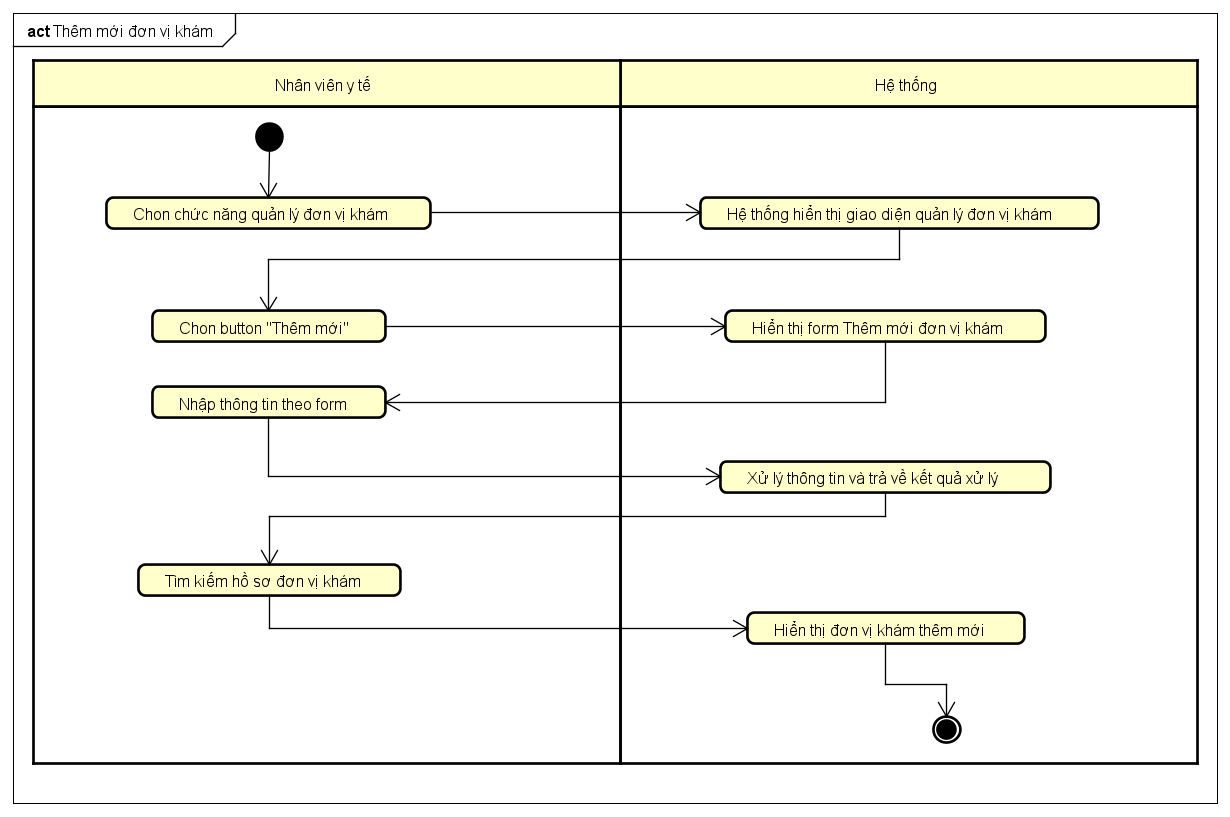 act Thêm mới đơn vị khám
Nhân viên y tế
Hệ thống
Chon chức năng quản lý đơn vị khám
Hệ thống hiển thị giao diện quản lý đơn vị khám
Chon button "Thêm mới"
Hiển thị form Thêm mới đơn vị khám
Nhập thông tin theo form
Xử lý thông tin và trả về kết quả xử lý
Tìm kiếm hồ sơ đơn vị khám
Hiển thị đơn vị khám thêm mới